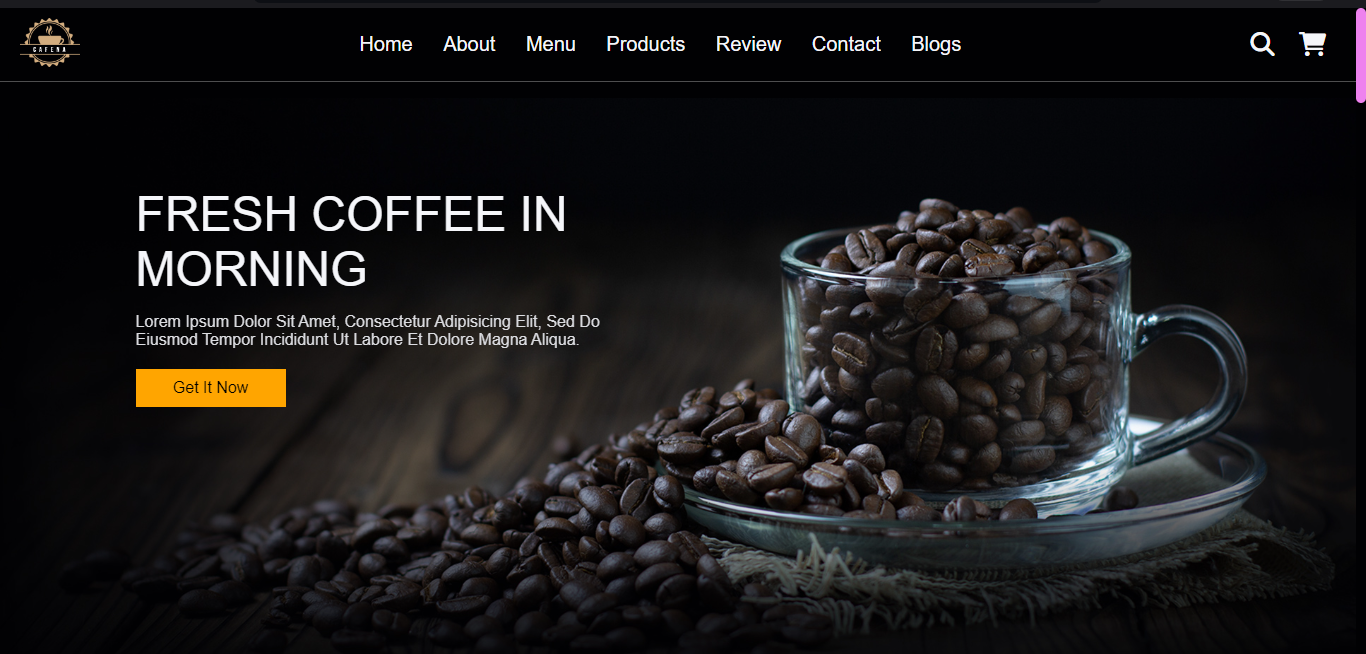 CAFENA
Home About Menu Products Review Contact Blogs
FRESH COFFEE IN
MORNING
Lorem Ipsum Dolor Sit Amet, Consectetur Adipisicing Elit, Sed Do
Eiusmod Tempor Incididunt Ut Labore Et Dolore Magna Aliqua.
Get It Now